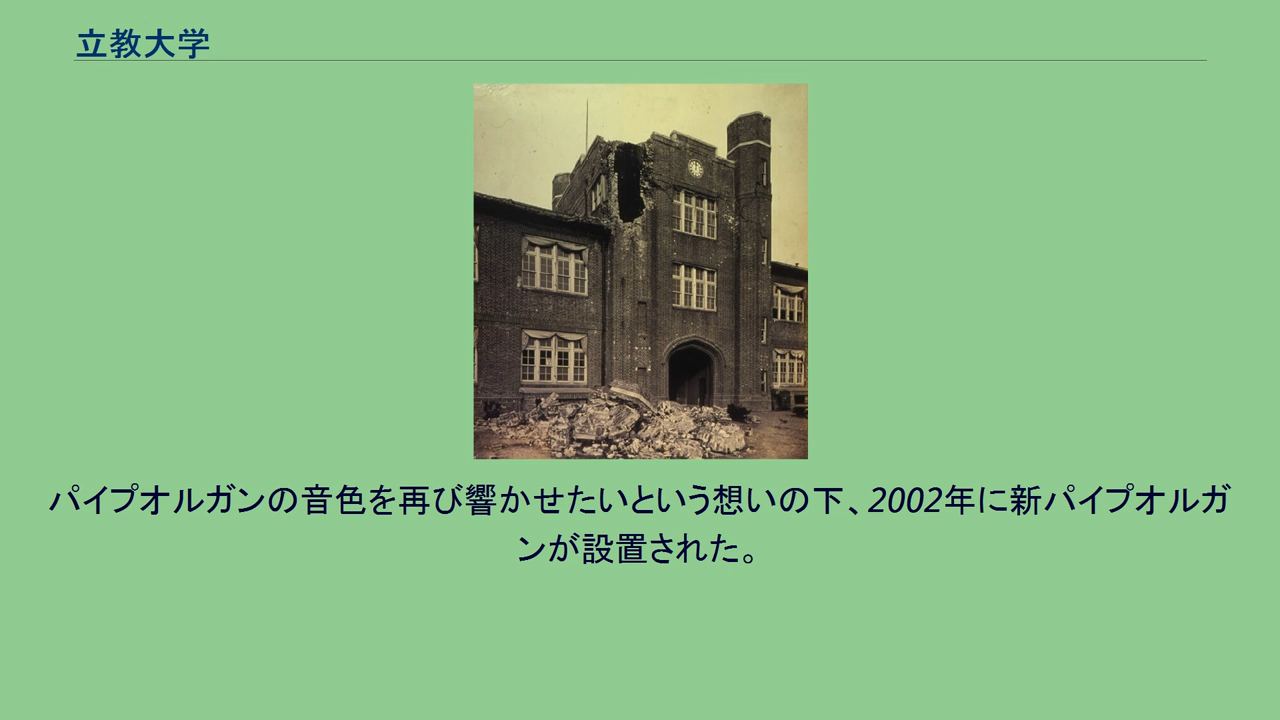 立教大学
パイプオルガンの音色を再び響かせたいという想いの下、2002年に新パイプオルガ
ンが設置された。